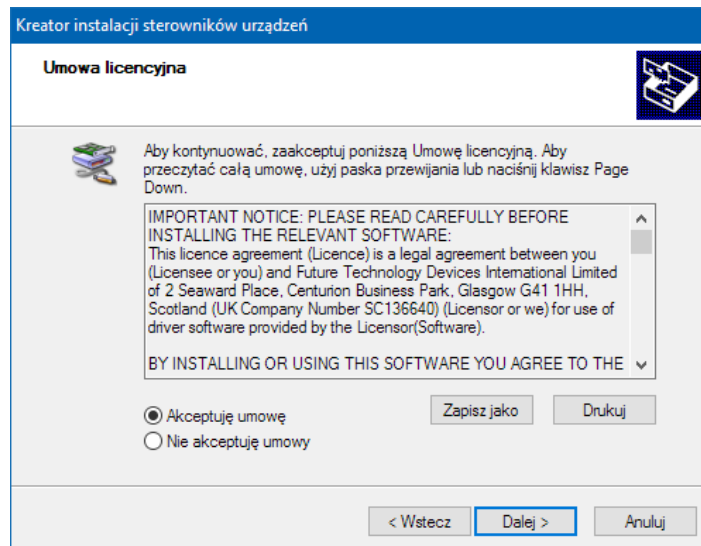 Kreator instalacji sterowników urządzeń
Umowa licencyjna
Aby kontynuować, zaakceptuj poniższą Umowę licencyjną. Aby
przeczytać całą umowę, użyj paska przewijania lub naciśnij klawisz Page
Down.
IMPORTANT NOTICE: PLEASE READ CAREFULLY BEFORE
INSTALLING THE RELEVANT SOFTWARE:
This licence agreement (Licence) is a legal agreement between you
(Licensee or you) and Future Technology Devices International Limited
of 2 Seaward Place, Centurion Business Park, Glasgow G41 1HH,
Scotland (UK Company Number SC136640) (Licensor or we) for use of
driver software provided by the Licensor(Software).
BY INSTALLING OR USING THIS SOFTWARE YOU AGREE TO THE
Akceptuję umowę
Zapisz jako
Drukuj
Nie akceptuję umowy
< Wstecz
Dalej >
Anuluj